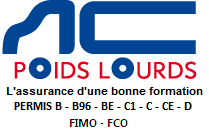 AC
POIDS LOURDS
L'assurance d'une bonne formation
PERMIS B - B96 - BE - C1 - C - CE - D
FIMO - FCO